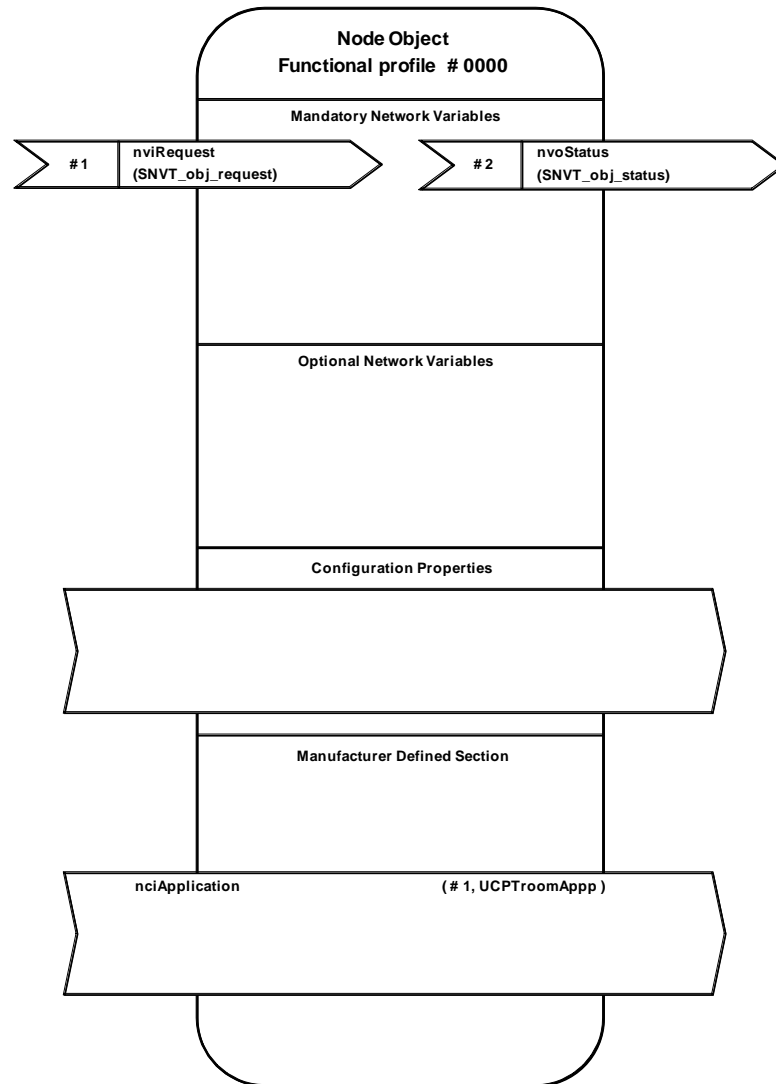 Node Object
Functional profile # 0000
Mandatory Network Variables
# 1
nviRequest
(SNVT_obj_request)
# 2
nvoStatus
(SNVT_obj_status)
Optional Network Variables
Configuration Properties
Manufacturer Defined Section
nciApplication ( # 1, UCPTroomAppp )